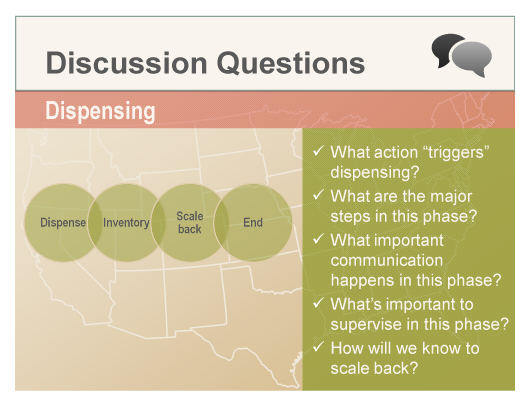 Discussion Questions
Dispensing
Dispense
Inventory
Scale
back
End
✓ What action “triggers”
dispensing?
✓ What are the major
steps in this phase?
✓ What important
communication
happens in this phase?
✓ What’s important to
supervise in this phase?
✓ How will we know to
scale back?